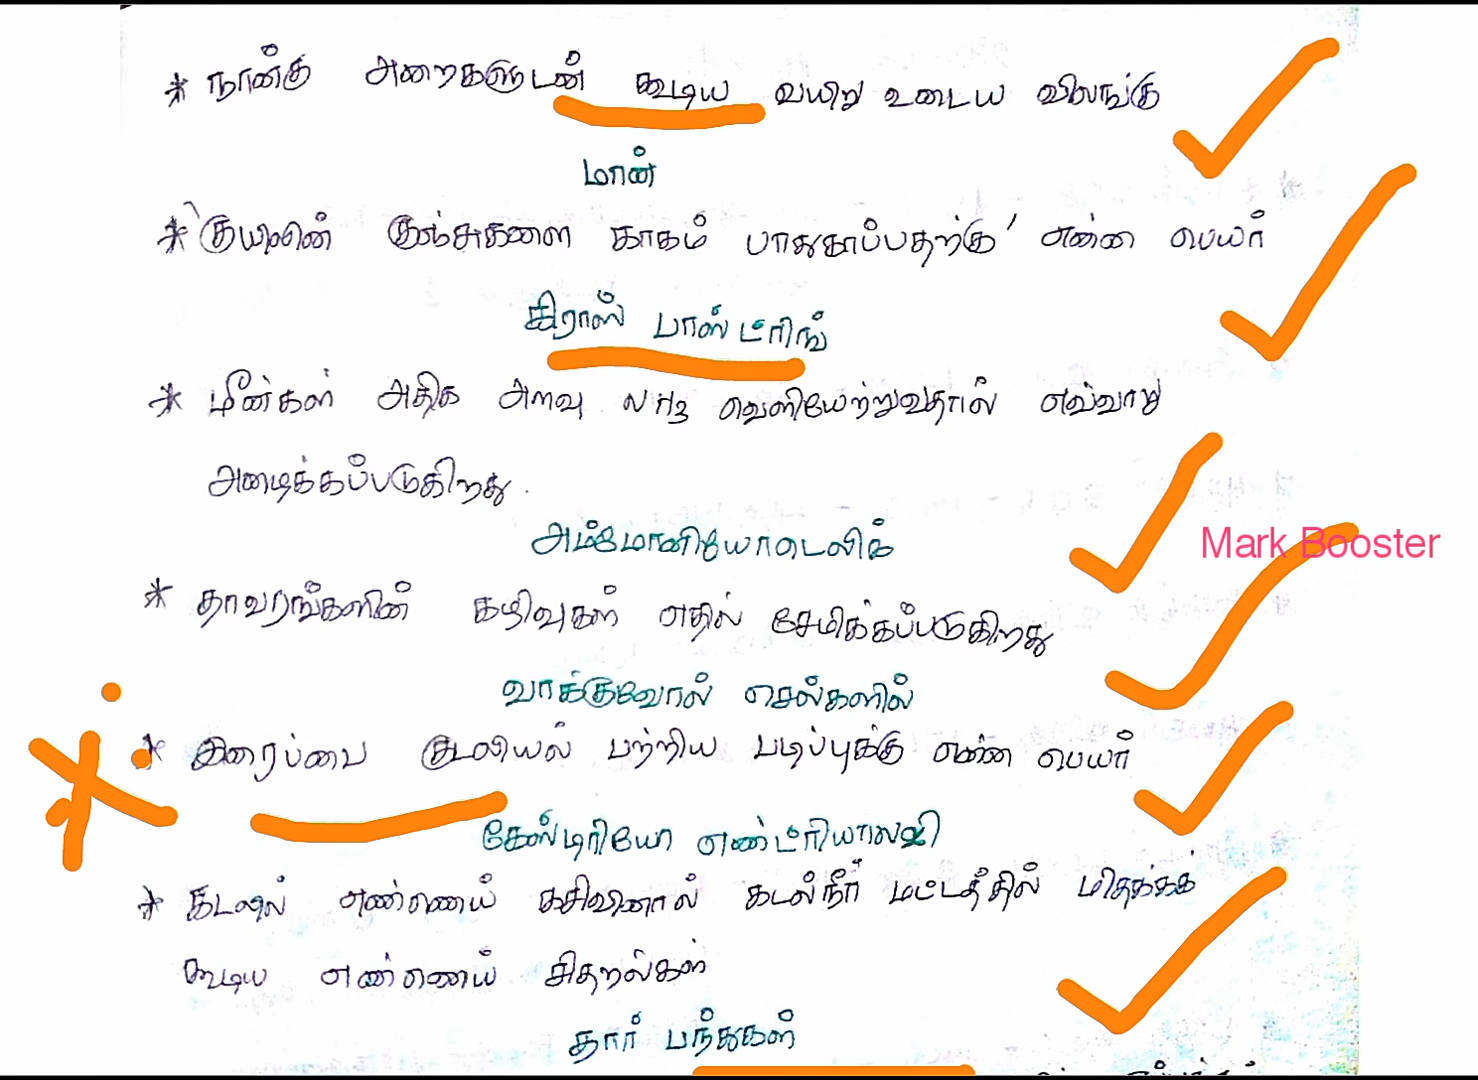 * நான்கு அறைகளுடன் கூடிய வயிறு உடைய விலங்கு
மான்
* 'குயிலின் குஞ்சுகளை காகம் பாதுகாப்பதற்கு' என்ன பெயர்
கிராஸ் பாஸ்டரிங்
* மீன்கள் அதிக அளவு NH3 வெளியேற்றுவதால் எவ்வாறு
அழைக்கப்படுகிறது.
அம்மோனியோடெலிக்
Mark Booster
* தாவரங்களின் கழிவுகள் எதில் சேமிக்கப்படுகிறது
வாக்குவோல் செல்களில்
* இரைப்பை குடலியல் பற்றிய படிப்புக்கு என்ன பெயர்
கேஸ்டிரியோ எண்ட்ரியாலஜி
* கடலில் எண்ணெய் கசிவினால் கடல்நீர் மட்டத்தில் மிதக்கக்
கூடிய எண்ணெய் சிதறல்கள்
தார் பந்துகள்